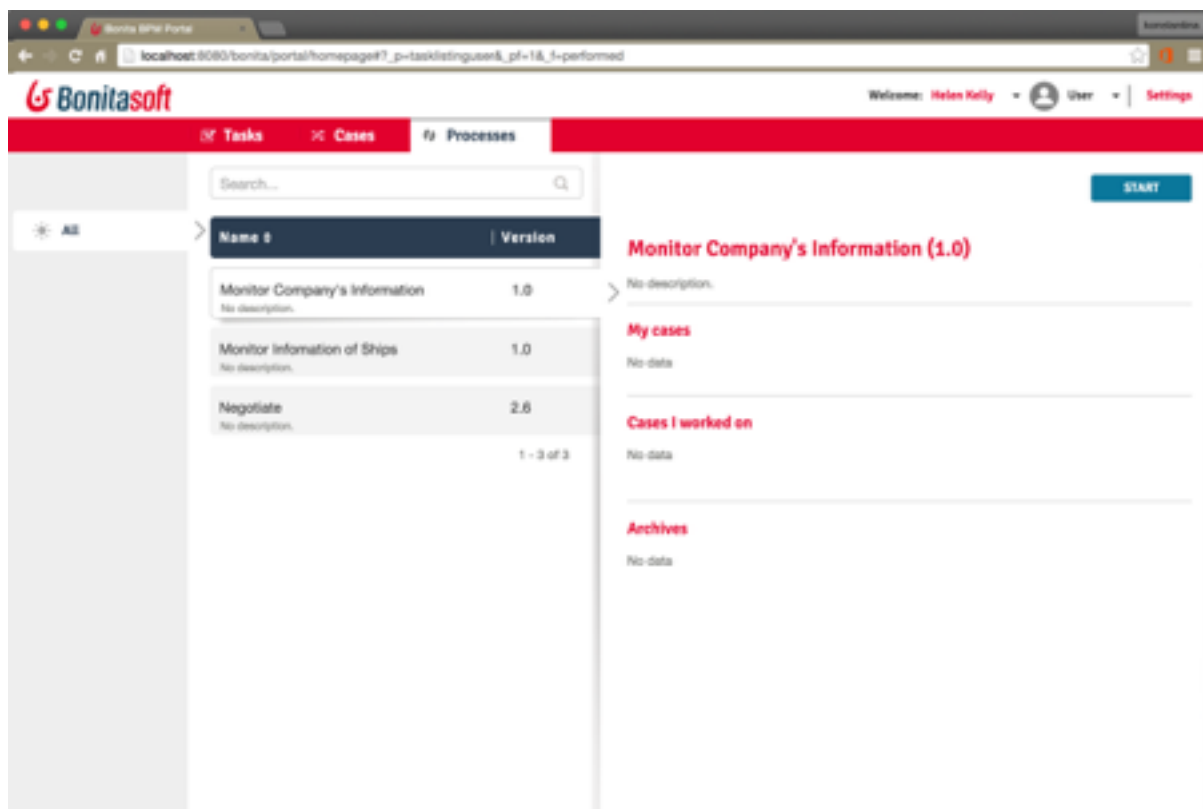 Bonita BPM Portal
konstantina
localhost:8080/bonita/portal/homepage#?_p=tasklistinguser&_pf=1&_f=performed
Bonitasoft
Welcome: Helen Kelly User Settings
Tasks Cases Processes
Search...
START
All
Name Version
Monitor Company's Information (1.0)
No description.
Monitor Company's Information 1.0
No description.
My cases
No data
Monitor Infomation of Ships 1.0
No description.
Negotiate 2.6
No description.
Cases I worked on
No data
1 - 3 of 3
Archives
No data